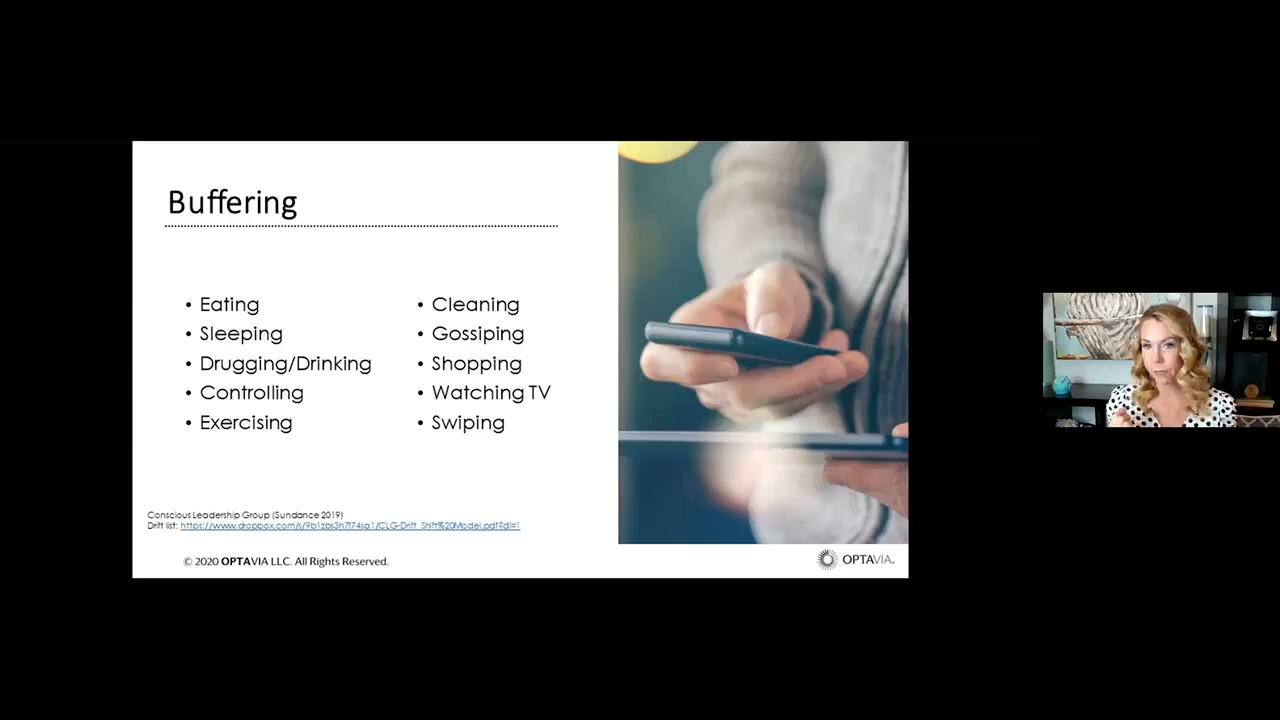 Buffering
• Eating
• Sleeping
• Drugging/Drinking
• Controlling
• Exercising
• Cleaning
• Gossiping
• Shopping
• Watching TV
• Swiping
Conscious Leadership Group (Sundance 2019)
Drift list:
© 2020 OPTAVIA LLC. All Rights Reserved.
OPTAVIA.